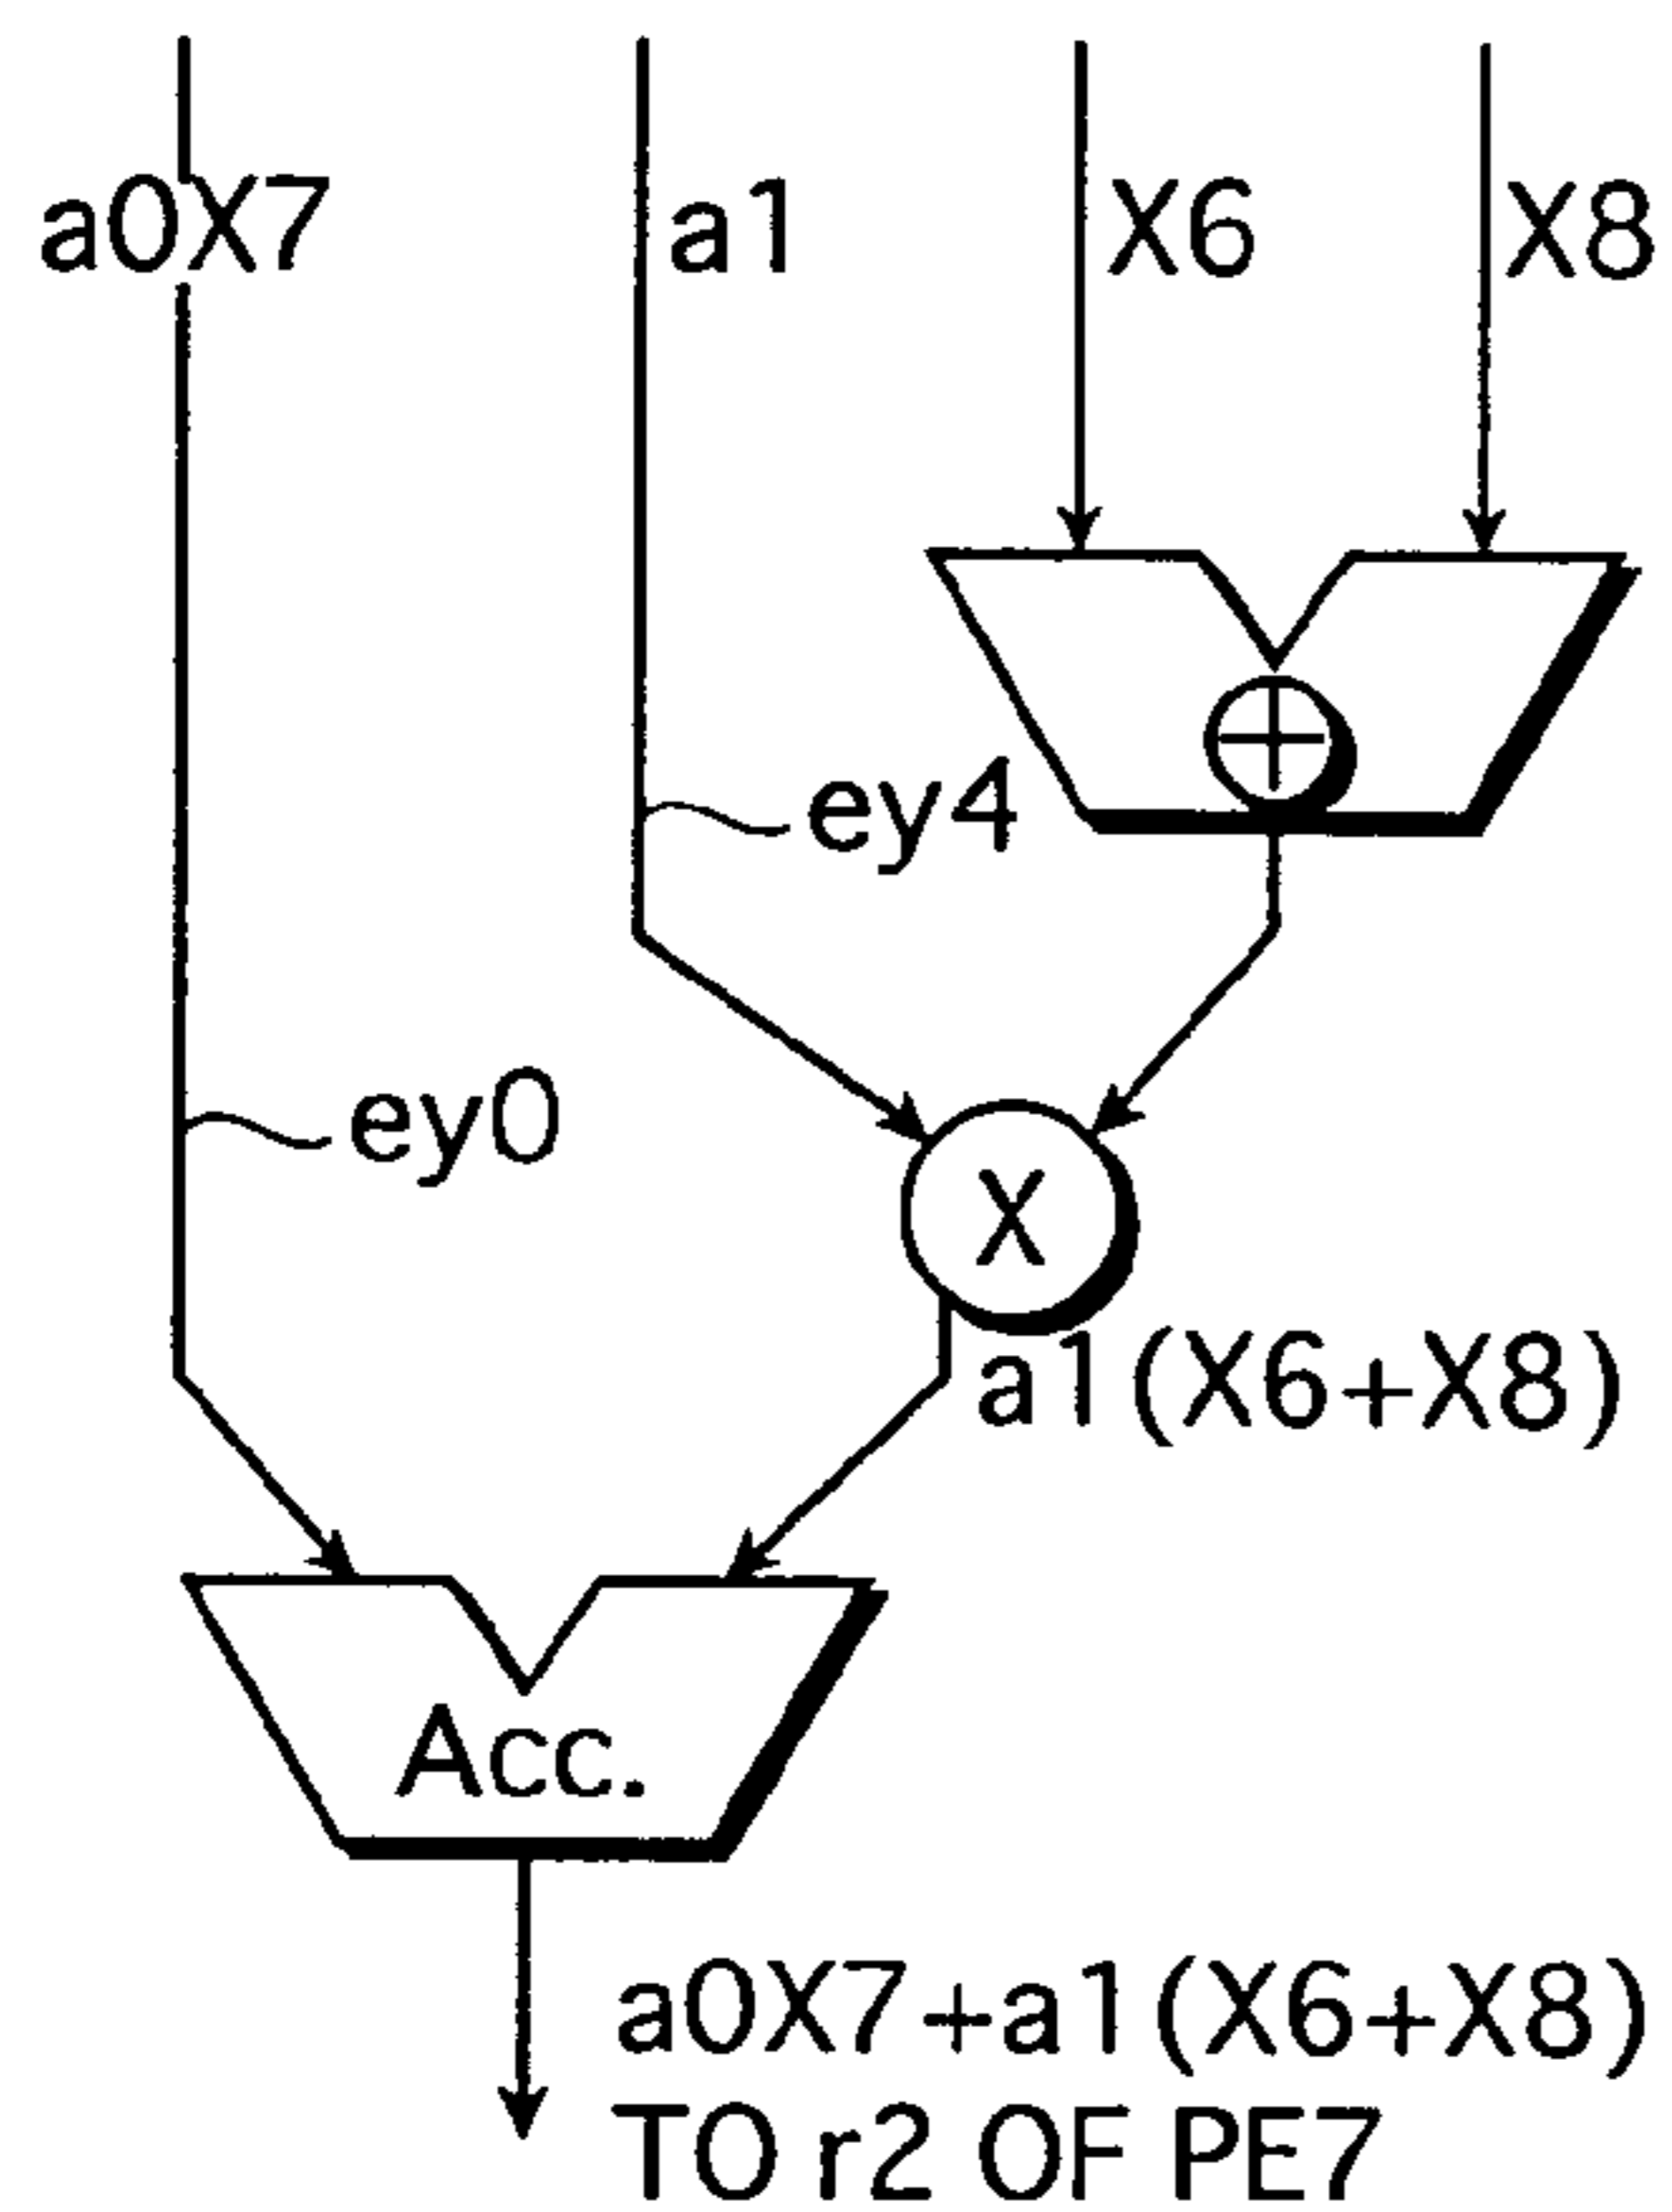 a0X7
a1
X6
X8
+
ey4
ey0
X
a1(X6+X8)
Acc.
a0X7+a1(X6+X8)
TO r2 OF PE7